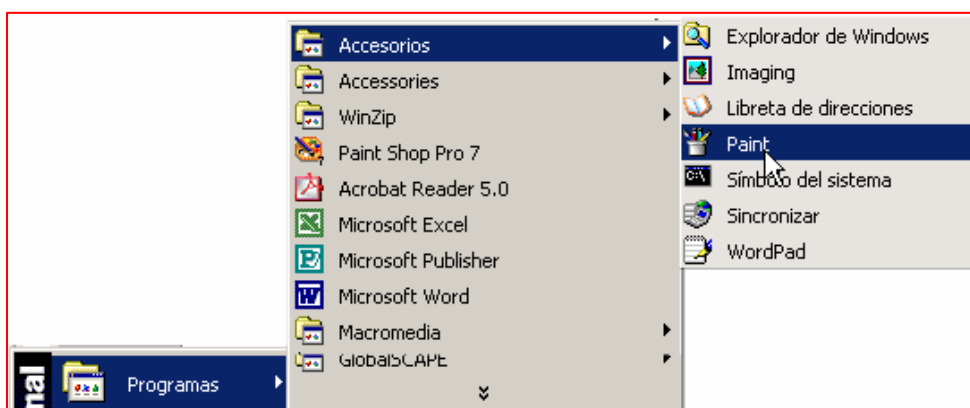 Accesorios
Accessories
WinZip
Paint Shop Pro 7
Acrobat Reader 5.0
Microsoft Excel
Microsoft Publisher
Microsoft Word
Macromedia
GlobalSCAPE
Explorador de Windows
Imaging
Libreta de direcciones
Paint
Símbolo del sistema
Sincronizar
WordPad
Programas
nal